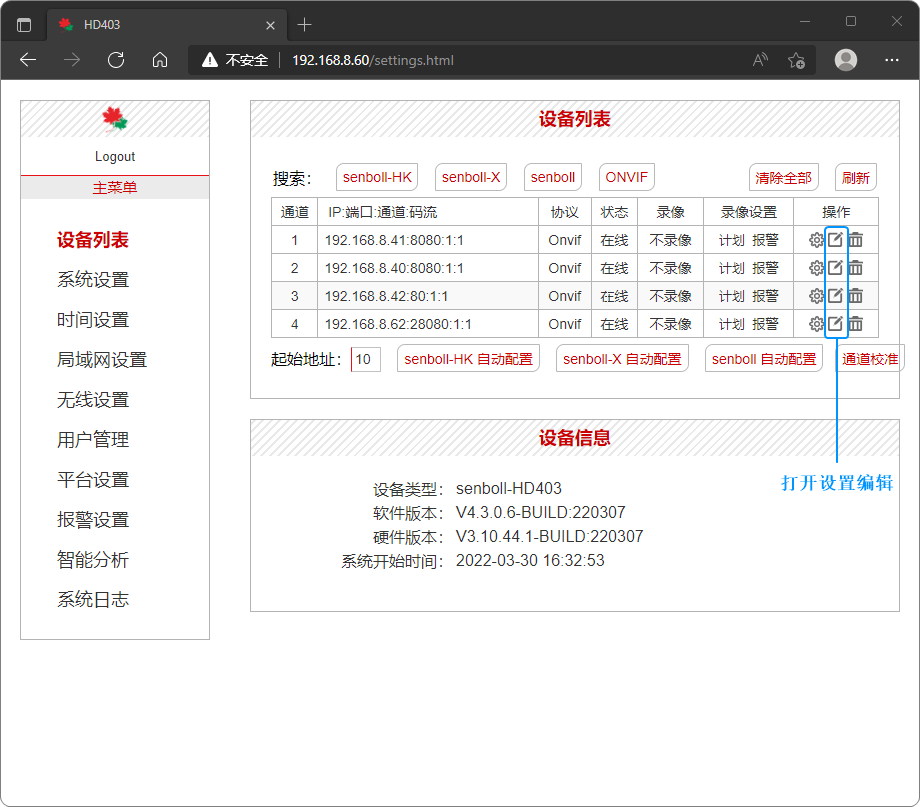 HD403
不安全 192.168.8.60/settings.html
Logout
主菜单
设备列表
系统设置
时间设置
局域网设置
无线设置
用户管理
平台设置
报警设置
智能分析
系统日志
设备列表
搜索： senboll-HK senboll-X senboll ONVIF 清除全部 刷新
通道 IP:端口:通道:码流 协议 状态 录像 录像设置 操作
1 192.168.8.41:8080:1:1 Onvif 在线 不录像 计划 报警
2 192.168.8.40:8080:1:1 Onvif 在线 不录像 计划 报警
3 192.168.8.42:80:1:1 Onvif 在线 不录像 计划 报警
4 192.168.8.62:28080:1:1 Onvif 在线 不录像 计划 报警
起始地址： 10 senboll-HK 自动配置 senboll-X 自动配置 senboll 自动配置 通道校准
设备信息
打开设置编辑
设备类型： senboll-HD403
软件版本： V4.3.0.6-BUILD:220307
硬件版本： V3.10.44.1-BUILD:220307
系统开始时间： 2022-03-30 16:32:53